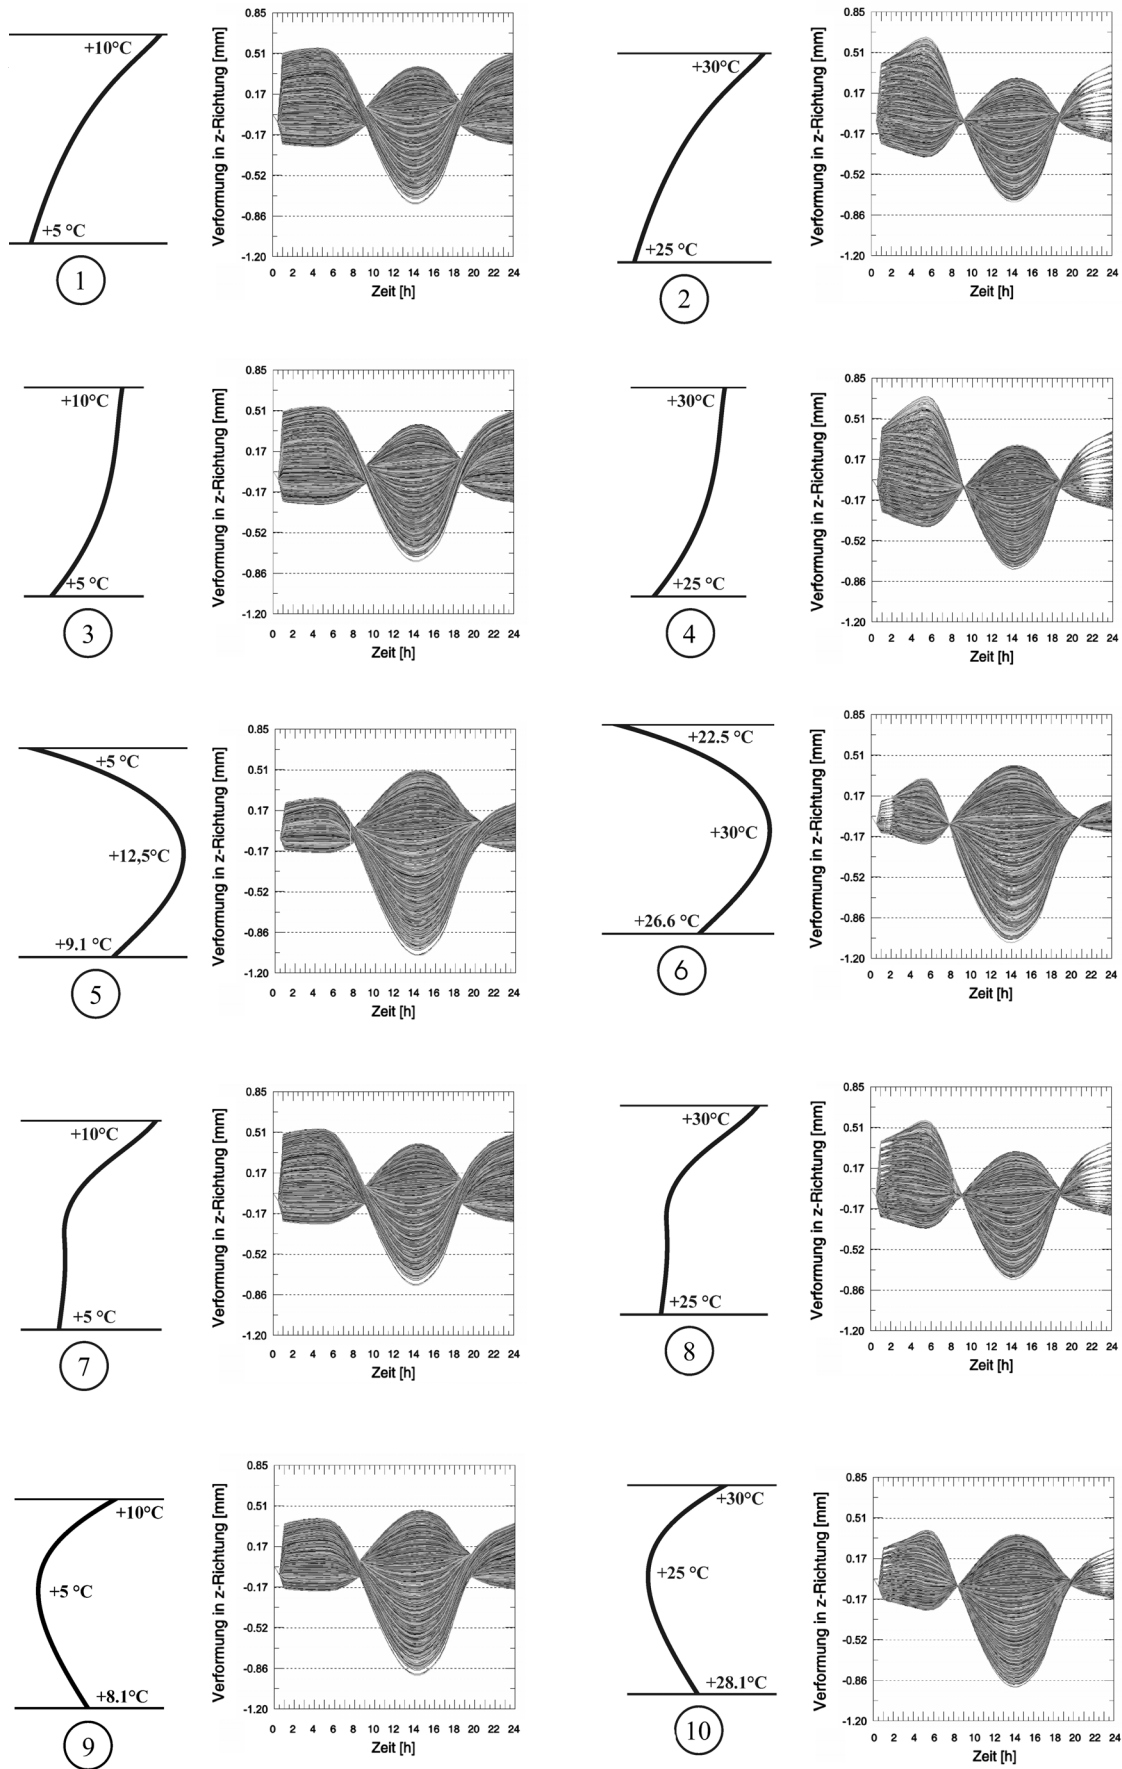 +10°C
+5 °C
1
Verformung in z-Richtung [mm]
0.85
0.51
0.17
-0.17
-0.52
-0.86
-1.20
0 2 4 6 8 10 12 14 16 18 20 22 24
Zeit [h]
+30°C
+25 °C
2
Verformung in z-Richtung [mm]
0.85
0.51
0.17
-0.17
-0.52
-0.86
-1.20
0 2 4 6 8 10 12 14 16 18 20 22 24
Zeit [h]
+10°C
+5 °C
3
Verformung in z-Richtung [mm]
0.85
0.51
0.17
-0.17
-0.52
-0.86
-1.20
0 2 4 6 8 10 12 14 16 18 20 22 24
Zeit [h]
+30°C
+25 °C
4
Verformung in z-Richtung [mm]
0.85
0.51
0.17
-0.17
-0.52
-0.86
-1.20
0 2 4 6 8 10 12 14 16 18 20 22 24
Zeit [h]
+5 °C
+12,5°C
+9.1 °C
5
Verformung in z-Richtung [mm]
0.85
0.51
0.17
-0.17
-0.52
-0.86
-1.20
0 2 4 6 8 10 12 14 16 18 20 22 24
Zeit [h]
+22.5 °C
+30°C
+26.6 °C
6
Verformung in z-Richtung [mm]
0.85
0.51
0.17
-0.17
-0.52
-0.86
-1.20
0 2 4 6 8 10 12 14 16 18 20 22 24
Zeit [h]
+10°C
+5 °C
7
Verformung in z-Richtung [mm]
0.85
0.51
0.17
-0.17
-0.52
-0.86
-1.20
0 2 4 6 8 10 12 14 16 18 20 22 24
Zeit [h]
+30°C
+25 °C
8
Verformung in z-Richtung [mm]
0.85
0.51
0.17
-0.17
-0.52
-0.86
-1.20
0 2 4 6 8 10 12 14 16 18 20 22 24
Zeit [h]
+10°C
+5 °C
+8.1°C
9
Verformung in z-Richtung [mm]
0.85
0.51
0.17
-0.17
-0.52
-0.86
-1.20
0 2 4 6 8 10 12 14 16 18 20 22 24
Zeit [h]
+30°C
+25 °C
+28.1°C
10
Verformung in z-Richtung [mm]
0.85
0.51
0.17
-0.17
-0.52
-0.86
-1.20
0 2 4 6 8 10 12 14 16 18 20 22 24
Zeit [h]